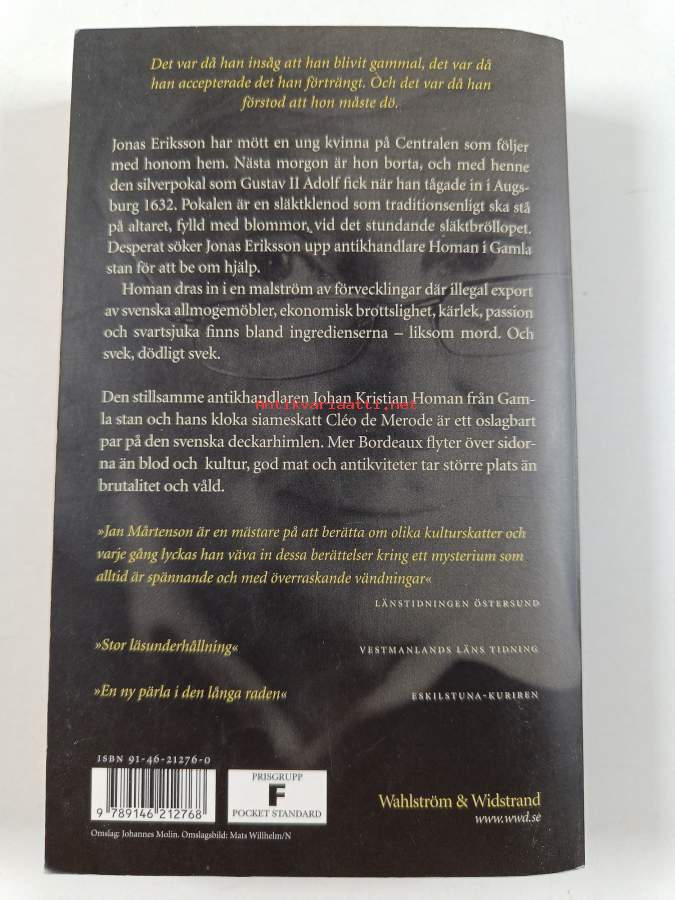 Det var då han insåg att han blivit gammal, det var då
han accepterade det han förträngt. Och det var då han
förstod att hon måste dö.
Jonas Eriksson har mött en ung kvinna på Centralen som följer
med honom hem. Nästa morgon är hon borta, och med henne
den silverpokal som Gustav II Adolf fick när han tågade in i Augs-
burg 1632. Pokalen är en släktklenod som traditionsenligt ska stå
på altaret, fylld med blommor, vid det stundande släktbröllopet.
Desperat söker Jonas Eriksson upp antikhandlare Homan i Gamla
stan för att be om hjälp.
Homan dras in i en malström av förvecklingar där illegal export
av svenska allmogemöbler, ekonomisk brottslighet, kärlek, passion
och svartsjuka finns bland ingredienserna – liksom mord. Och
svek, dödligt svek.
Den stillsamme antikhandlaren Johan Kristian Homan från Gam-
Antikvariaatti.net
la stan och hans kloka siameskatt Cléo de Merode är ett oslagbart
par på den svenska deckarhimlen. Mer Bordeaux flyter över sidor-
na än blod och kultur, god mat och antikviteter tar större plats än
brutalitet och våld.
»Jan Mårtenson är en mästare på att berätta om olika kulturskatter och
varje gång lyckas han väva in dessa berättelser kring ett mysterium som
alltid är spännande och med överraskande vändningar«
LÄNSTIDNINGEN ÖSTERSUND
»Stor läsunderhållning«
VESTMANLANDS LÄNS TIDNING
»En ny pärla i den långa raden«
ESKILSTUNA-KURIREN
ISBN 91-46-21276-0
9 789146 212768
PRISGRUPP
F
POCKET STANDARD
Wahlström & Widstrand
www.wwd.se
Omslag: Johannes Molin. Omslagsbild: Mats Willhelm/N